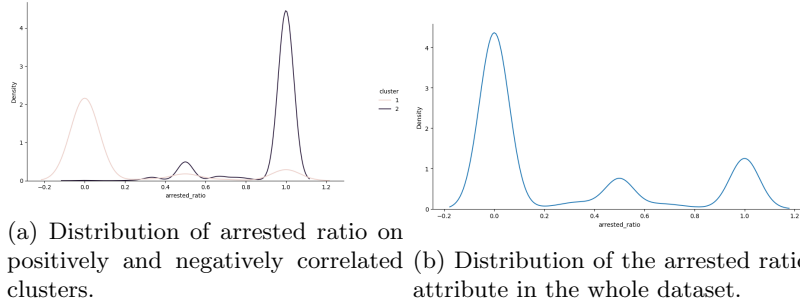 4
3
2
1
0
Density
−0.2 0.0 0.2 0.4 0.6 0.8 1.0 1.2
arrested_ratio
cluster
1
2
(a) Distribution of arrested ratio on
positively and negatively correlated
clusters.
4
3
2
1
0
Density
−0.2 0.0 0.2 0.4 0.6 0.8 1.0 1.2
arrested_ratio
(b) Distribution of the arrested ratio
attribute in the whole dataset.